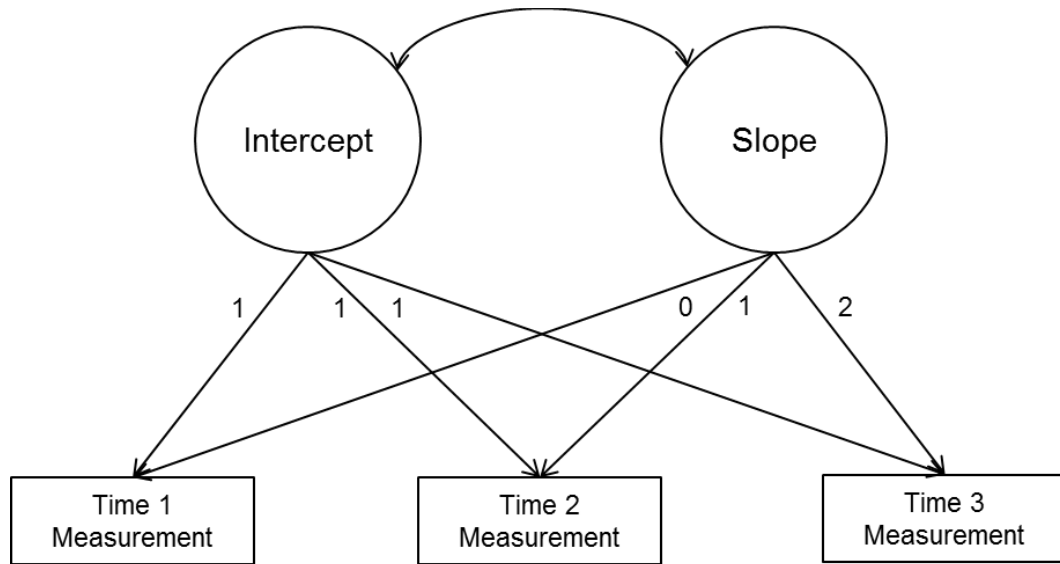 Intercept
Slope
1
1
1
0
1
2
Time 1
Measurement
Time 2
Measurement
Time 3
Measurement